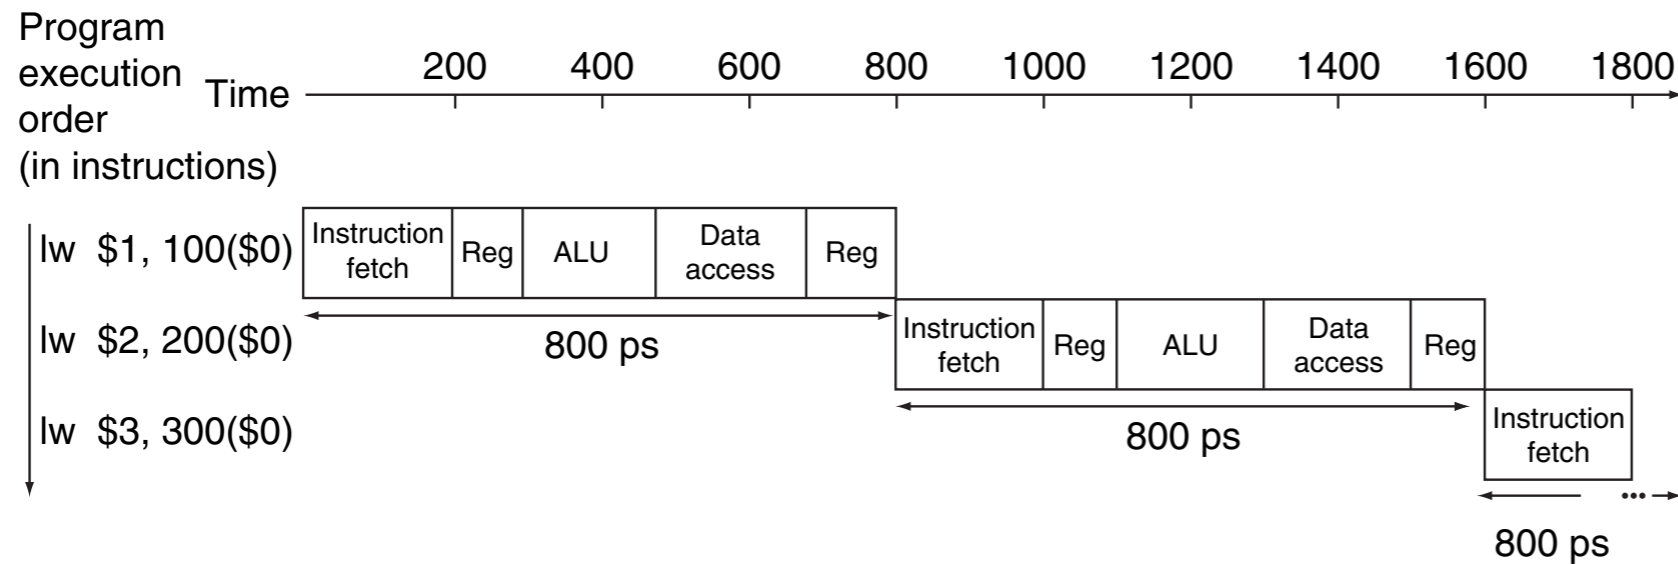 Program
execution
order
(in instructions)
Time
200 400 600 800 1000 1200 1400 1600 1800
lw $1, 100($0)
Instruction
fetch
Reg
ALU
Data
access
Reg
800 ps
lw $2, 200($0)
Instruction
fetch
Reg
ALU
Data
access
Reg
800 ps
lw $3, 300($0)
Instruction
fetch
...
800 ps